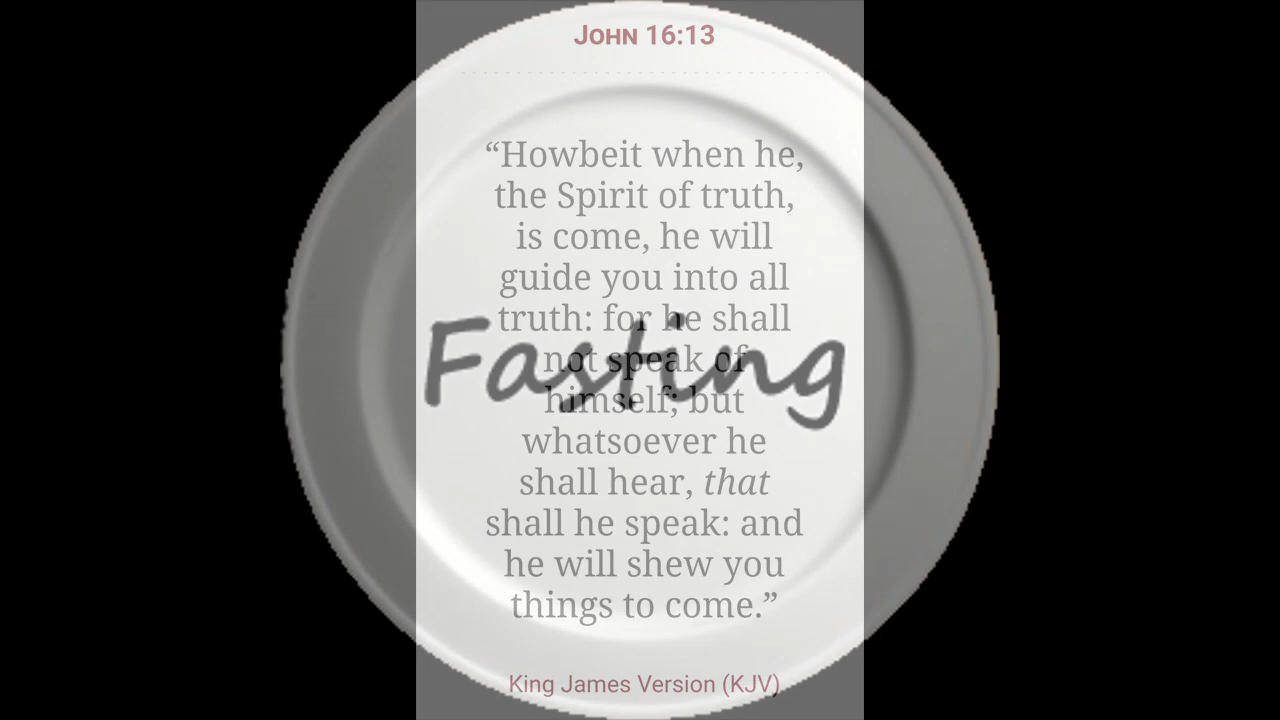 John 16:13
“Howbeit when he,
the Spirit of truth,
is come, he will
guide you into all
truth: for he shall
Fasting
not speak of
himself; but
whatsoever he
shall hear, that
shall he speak: and
he will shew you
things to come.”
King James Version (KJV)